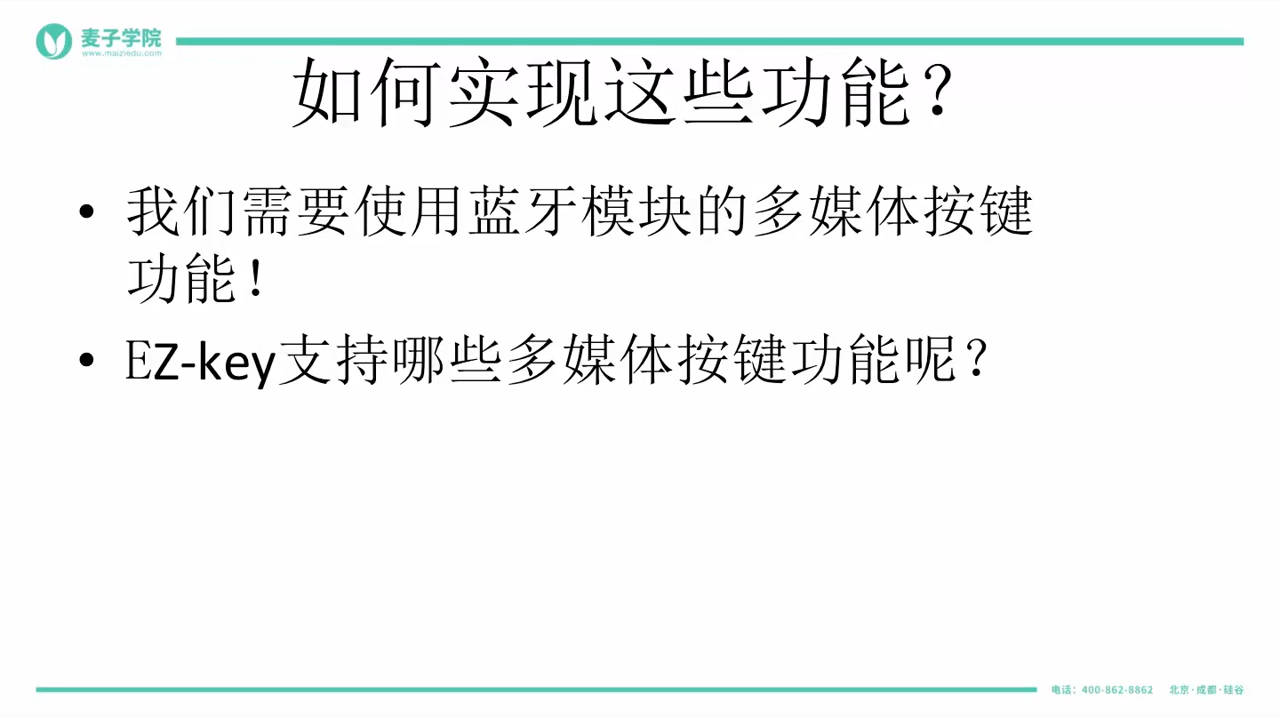 麦子学院
www.maiziedu.com
如何实现这些功能？
• 我们需要使用蓝牙模块的多媒体按键
功能！
• EZ-key支持哪些多媒体按键功能呢？
电话：400-862-8862 北京·成都·硅谷